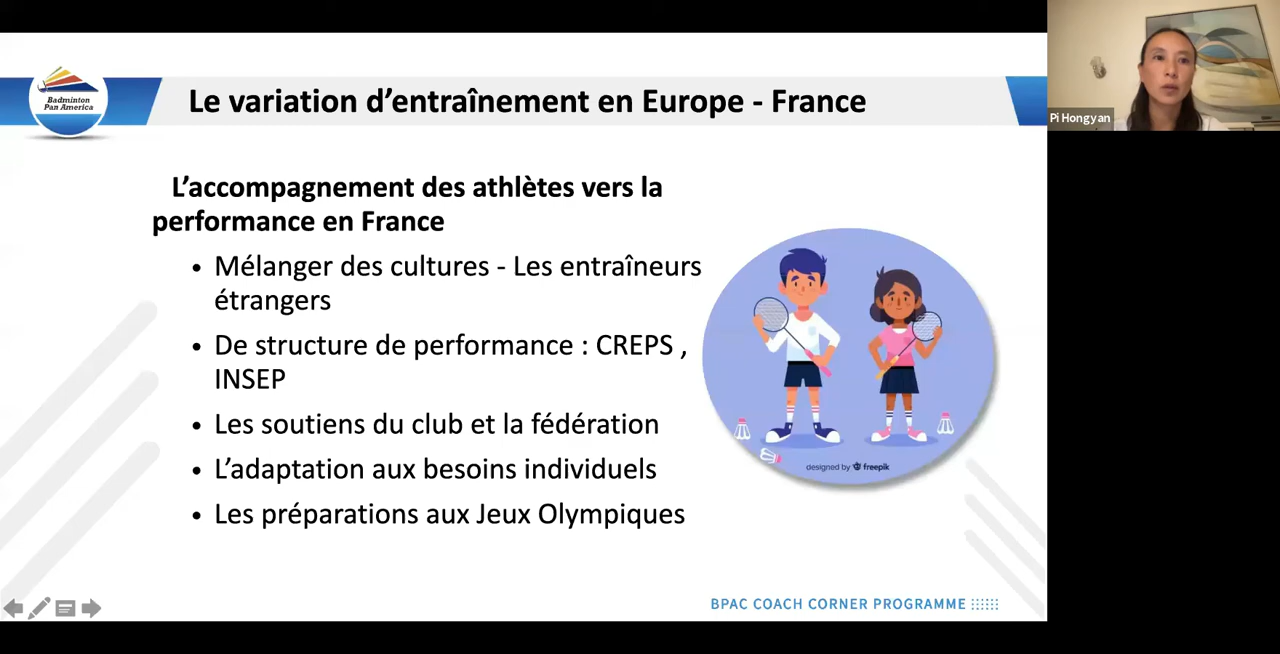 Badminton
Pan America
Le variation d’entraînement en Europe - France
Pi Hongyan
L’accompagnement des athlètes vers la
performance en France
• Mélanger des cultures - Les entraîneurs
étrangers
• De structure de performance : CREPS ,
INSEP
• Les soutiens du club et la fédération
• L’adaptation aux besoins individuels
• Les préparations aux Jeux Olympiques
designed by freepik
BPAC COACH CORNER PROGRAMME